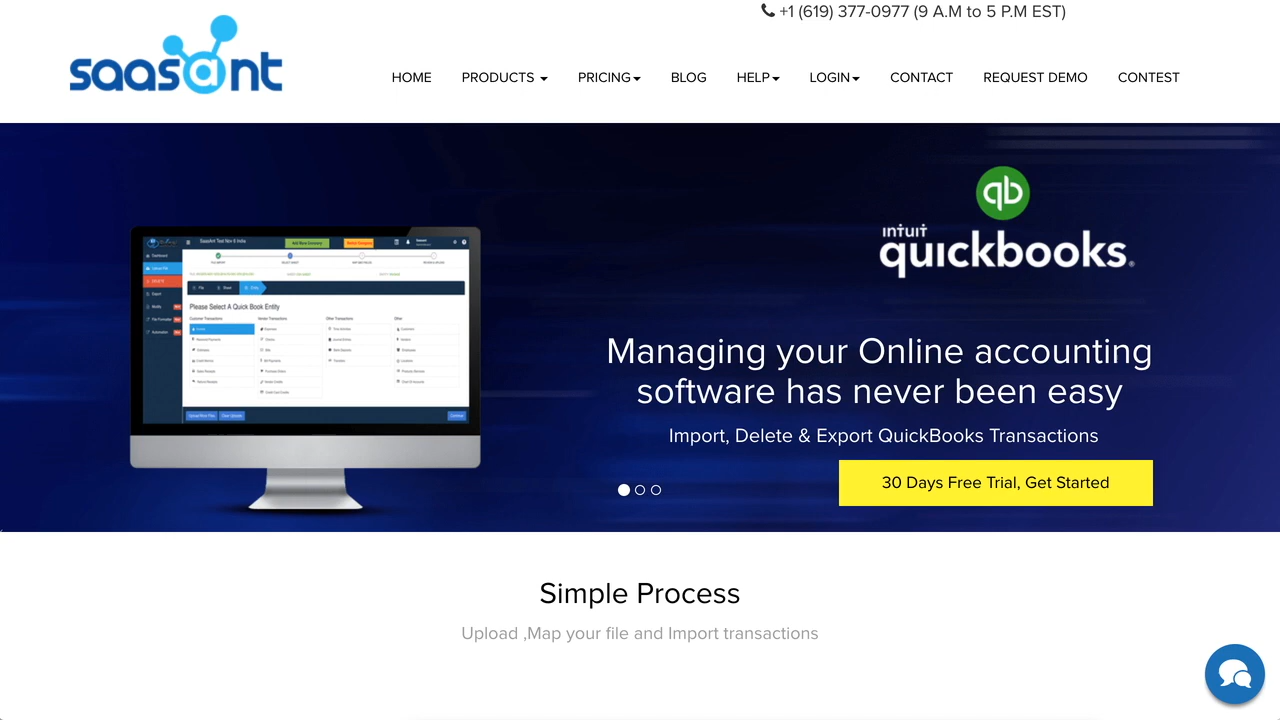 +1 (619) 377-0977 (9 A.M to 5 P.M EST)
saasant
HOME PRODUCTS PRICING BLOG HELP LOGIN CONTACT REQUEST DEMO CONTEST
qb
intuit
quickbooks.
Please Select A Quick Book Entity
Managing your Online accounting
software has never been easy
Import, Delete & Export QuickBooks Transactions
30 Days Free Trial, Get Started
Simple Process
Upload ,Map your file and Import transactions